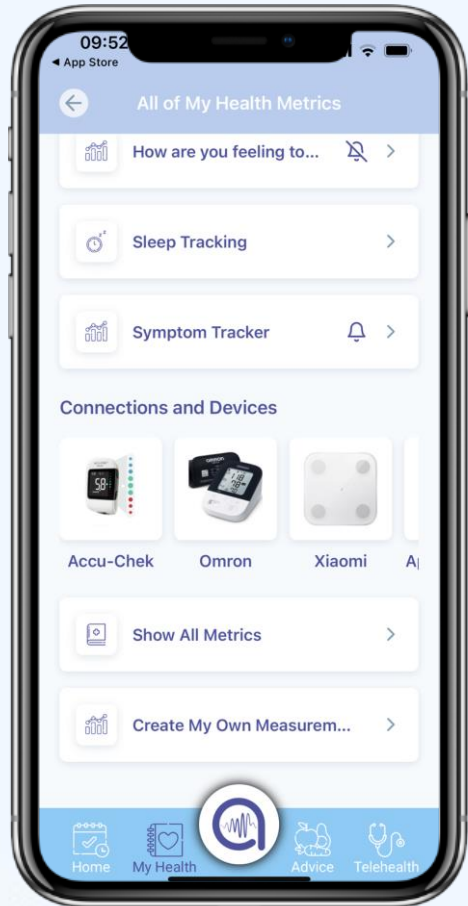 09:52
◀ App Store
All of My Health Metrics
How are you feeling to...
Sleep Tracking
Symptom Tracker
Connections and Devices
Accu-Chek
Omron
Xiaomi
Show All Metrics
Create My Own Measurem...
Home
My Health
Advice
Telehealth